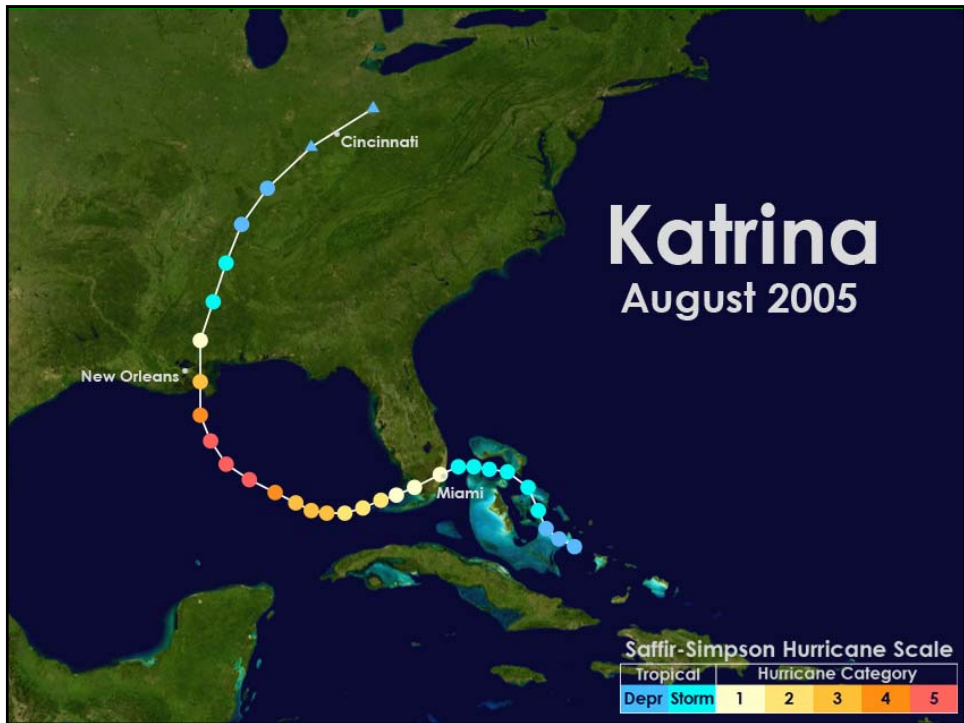 Cincinnati
Katrina
August 2005
New Orleans
Miami
Saffir-Simpson Hurricane Scale
Tropical Hurricane Category
Depr Storm 1 2 3 4 5